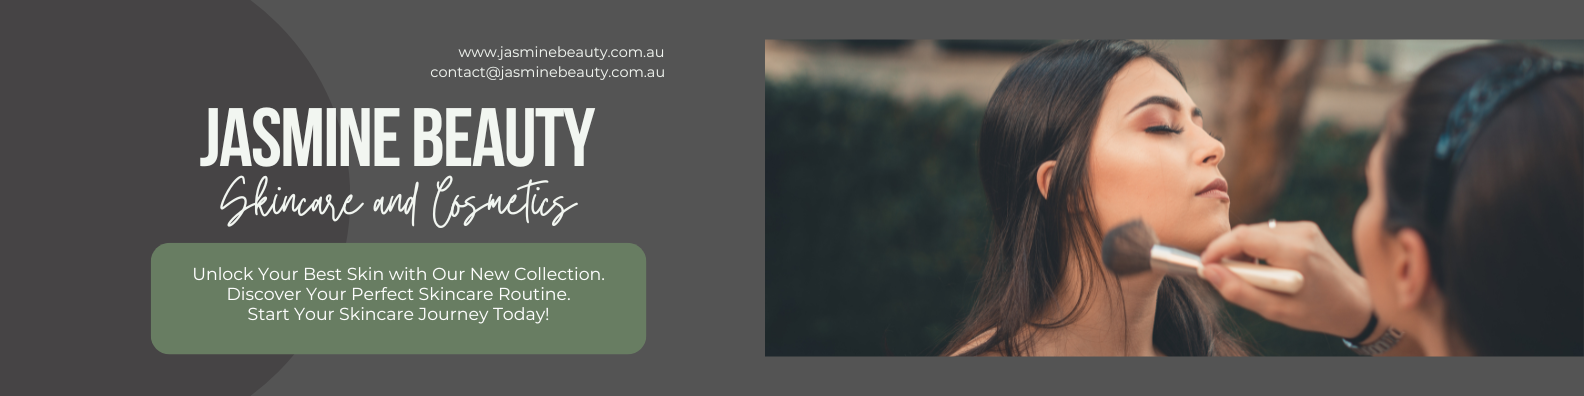 www.jasminebeauty.com.au
contact@jasminebeauty.com.au
JASMINE BEAUTY
Skincare and Cosmetics
Unlock Your Best Skin with Our New Collection.
Discover Your Perfect Skincare Routine.
Start Your Skincare Journey Today!